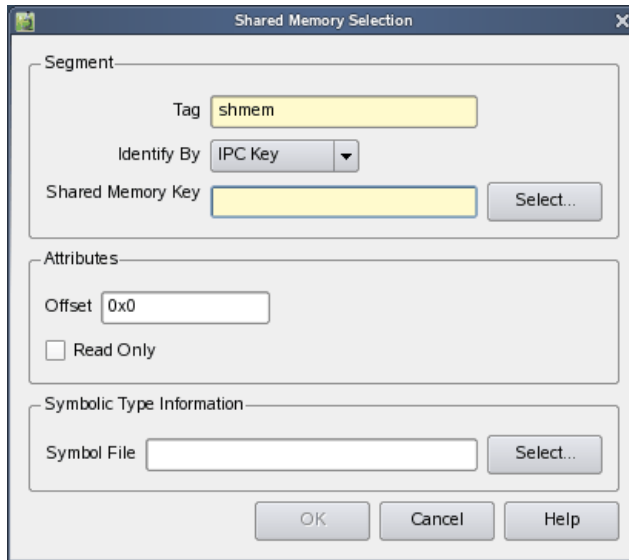 Shared Memory Selection
Segment
Tag shmem
Identify By IPC Key
Shared Memory Key Select...
Attributes
Offset 0x0
Read Only
Symbolic Type Information
Symbol File Select...
OK Cancel Help